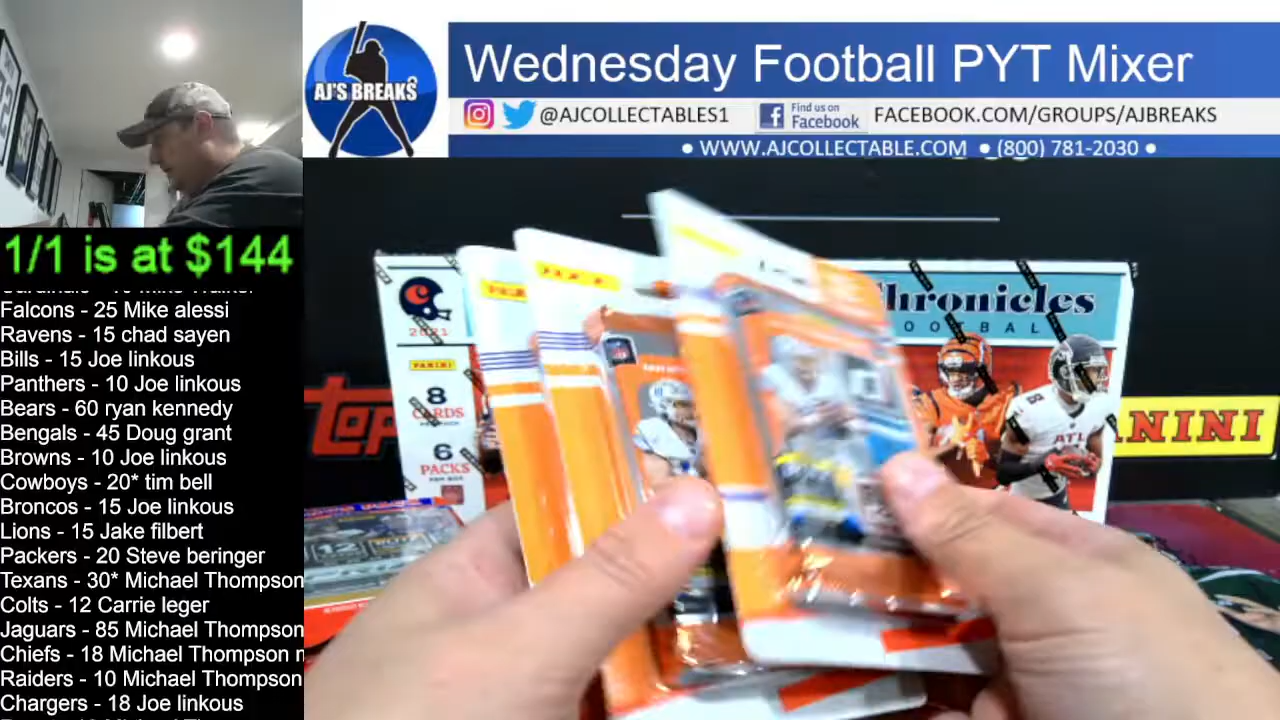 AJ'S BREAKS
Wednesday Football PYT Mixer
@AJCOLLECTABLES1
Find us on
Facebook
FACEBOOK.COM/GROUPS/AJBREAKS
• WWW.AJCOLLECTABLE.COM • (800) 781-2030 •
1/1 is at $144
Falcons - 25 Mike alessi
Ravens - 15 chad sayen
Bills - 15 Joe linkous
Panthers - 10 Joe linkous
Bears - 60 ryan kennedy
Bengals - 45 Doug grant
Browns - 10 Joe linkous
Cowboys - 20* tim bell
Broncos - 15 Joe linkous
Lions - 15 Jake filbert
Packers - 20 Steve beringer
Texans - 30* Michael Thompson
Colts - 12 Carrie leger
Jaguars - 85 Michael Thompson
Chiefs - 18 Michael Thompson
Raiders - 10 Michael Thompson
Chargers - 18 Joe linkous
2021
PANINI
8
CARDS
6
PACKS
Chronicles
FOOTBALL
ATL
8
topps
PANINI
12